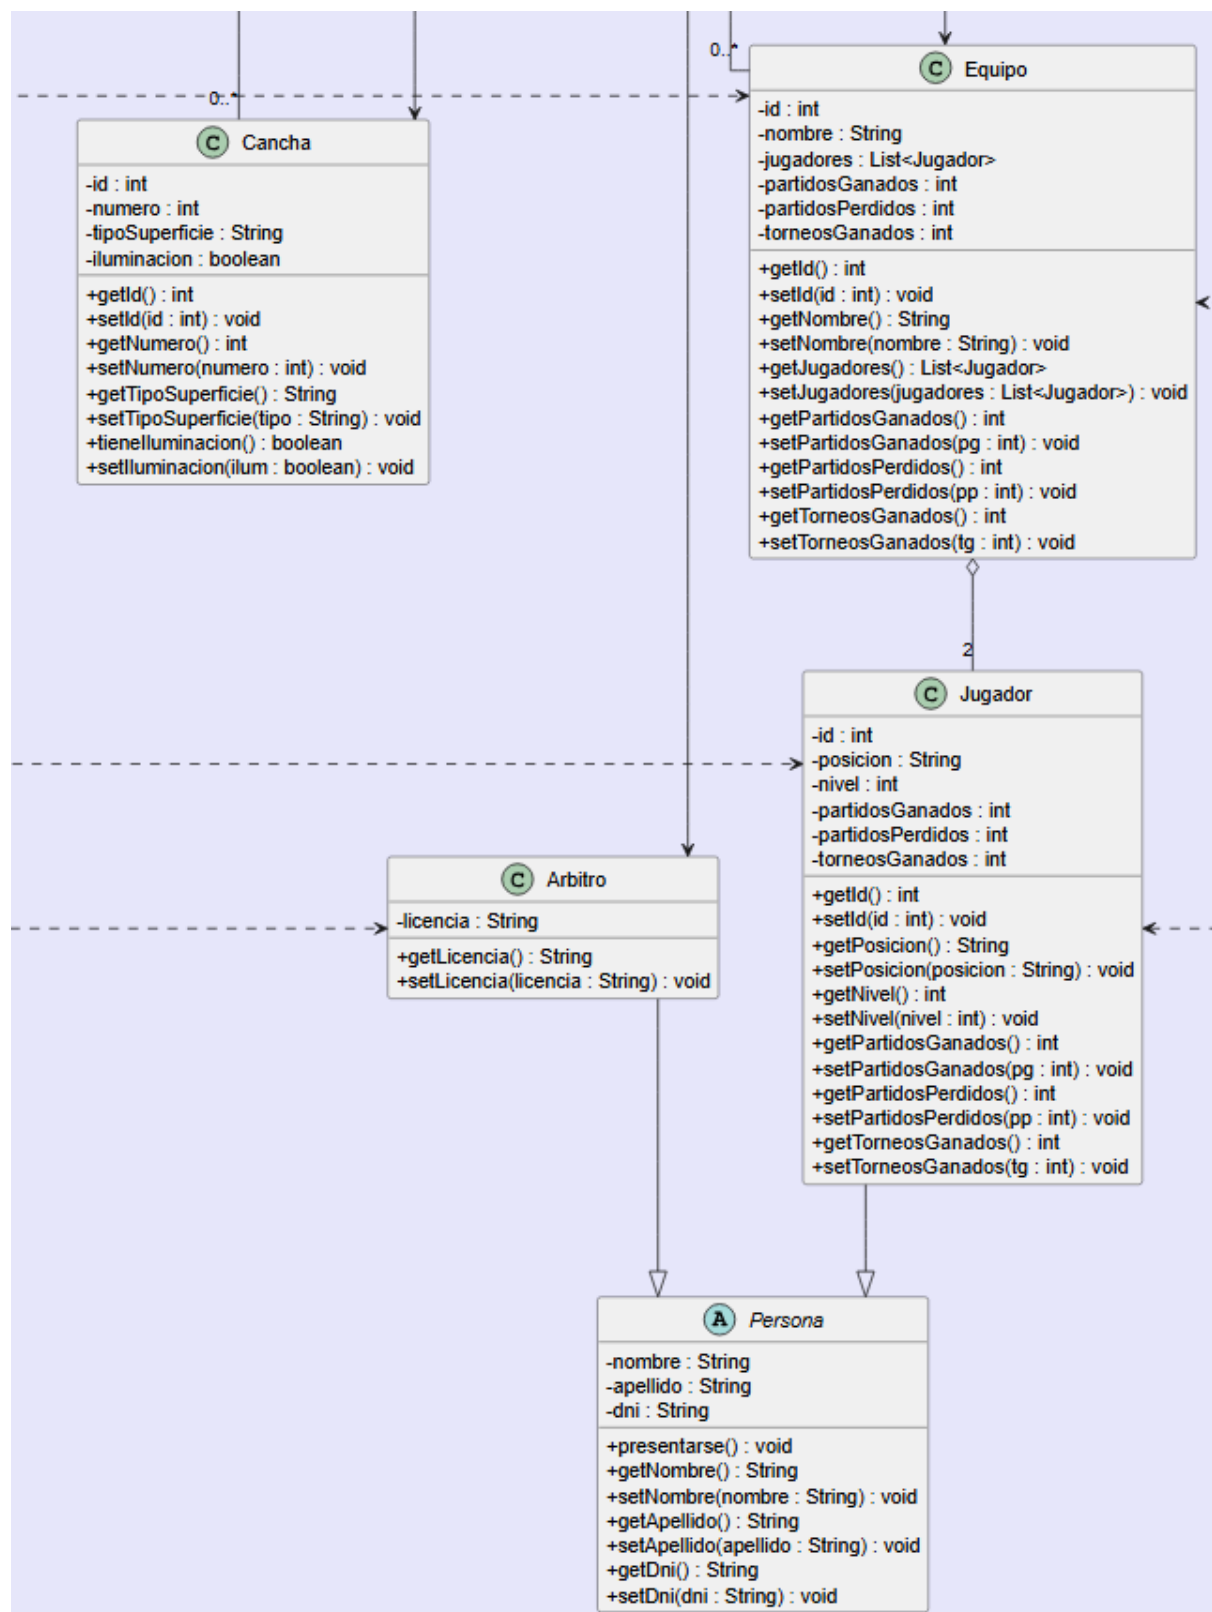 0..*
C Cancha
-id : int
-numero : int
-tipoSuperficie : String
-iluminacion : boolean
+getId() : int
+setId(id : int) : void
+getNumero() : int
+setNumero(numero : int) : void
+getTipoSuperficie() : String
+setTipoSuperficie(tipo : String) : void
+tieneIluminacion() : boolean
+setIluminacion(ilum : boolean) : void
0..*
C Equipo
-id : int
-nombre : String
-jugadores : List<Jugador>
-partidosGanados : int
-partidosPerdidos : int
-torneosGanados : int
+getId() : int
+setId(id : int) : void
+getNombre() : String
+setNombre(nombre : String) : void
+getJugadores() : List<Jugador>
+setJugadores(jugadores : List<Jugador>) : void
+getPartidosGanados() : int
+setPartidosGanados(pg : int) : void
+getPartidosPerdidos() : int
+setPartidosPerdidos(pp : int) : void
+getTorneosGanados() : int
+setTorneosGanados(tg : int) : void
2
C Jugador
-id : int
-posicion : String
-nivel : int
-partidosGanados : int
-partidosPerdidos : int
-torneosGanados : int
+getId() : int
+setId(id : int) : void
+getPosicion() : String
+setPosicion(posicion : String) : void
+getNivel() : int
+setNivel(nivel : int) : void
+getPartidosGanados() : int
+setPartidosGanados(pg : int) : void
+getPartidosPerdidos() : int
+setPartidosPerdidos(pp : int) : void
+getTorneosGanados() : int
+setTorneosGanados(tg : int) : void
C Arbitro
-licencia : String
+getLicencia() : String
+setLicencia(licencia : String) : void
A Persona
-nombre : String
-apellido : String
-dni : String
+presentarse() : void
+getNombre() : String
+setNombre(nombre : String) : void
+getApellido() : String
+setApellido(apellido : String) : void
+getDni() : String
+setDni(dni : String) : void